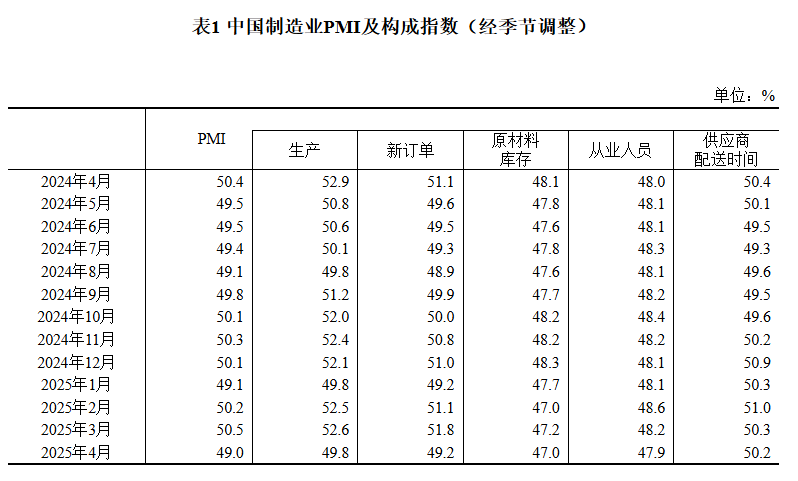 表1 中国制造业PMI及构成指数（经季节调整）
单位：%
PMI 生产 新订单 原材料库存 从业人员 供应商配送时间
2024年4月 50.4 52.9 51.1 48.1 48.0 50.4
2024年5月 49.5 50.8 49.6 47.8 48.1 50.1
2024年6月 49.5 50.6 49.5 47.6 48.1 49.5
2024年7月 49.4 50.1 49.3 47.8 48.3 49.3
2024年8月 49.1 49.8 48.9 47.6 48.1 49.6
2024年9月 49.8 51.2 49.9 47.7 48.2 49.5
2024年10月 50.1 52.0 50.0 48.2 48.4 49.6
2024年11月 50.3 52.4 50.8 48.2 48.2 50.2
2024年12月 50.1 52.1 51.0 48.3 48.1 50.9
2025年1月 49.1 49.8 49.2 47.7 48.1 50.3
2025年2月 50.2 52.5 51.1 47.0 48.6 51.0
2025年3月 50.5 52.6 51.8 47.2 48.2 50.3
2025年4月 49.0 49.8 49.2 47.0 47.9 50.2